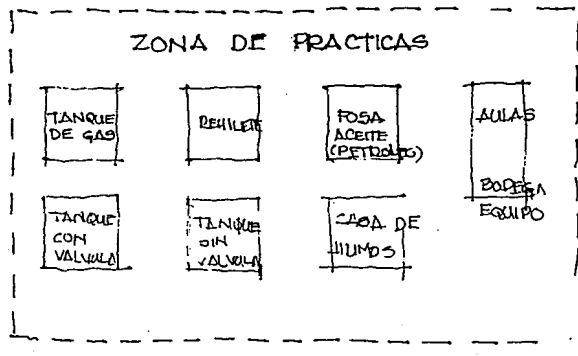 ZONA DE PRACTICAS
TANQUE
DE GAS
REHILETE
FOSA
ACEITE
(PETROLEO)
AULAS
BODEGA
EQUIPO
TANQUE
CON
VALVULA
TANQUE
SIN
VALVULA
CASA DE
HUMOS